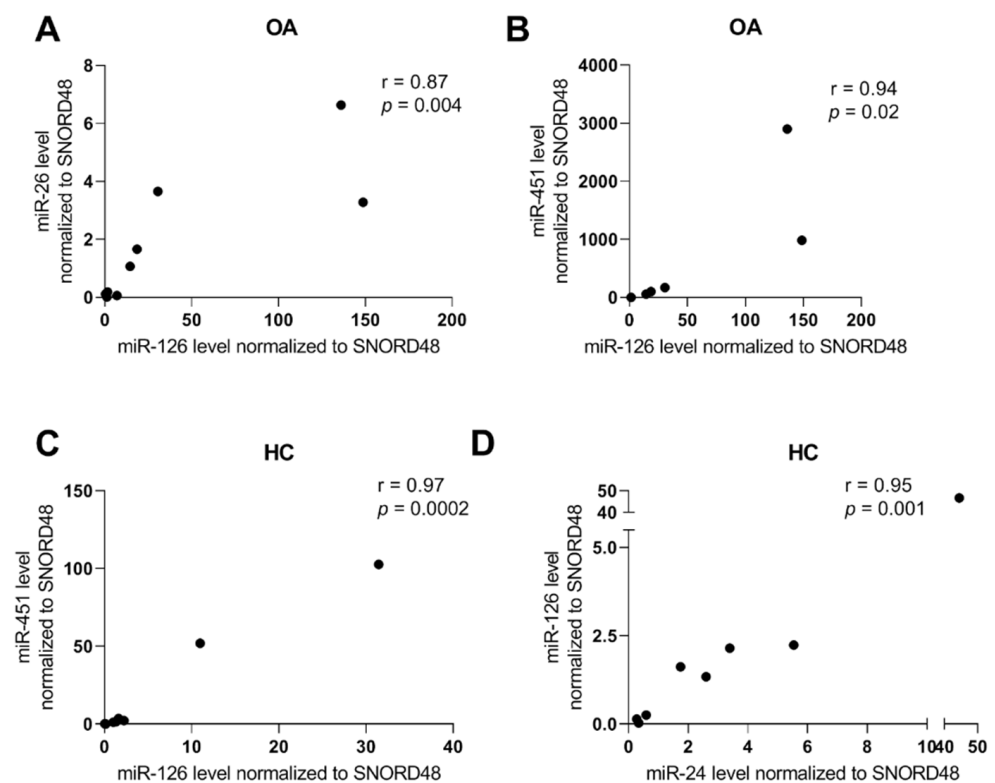 A
OA
r = 0.87
p = 0.004
miR-26 level
normalized to SNORD48
8
6
4
2
0
0 50 100 150 200
miR-126 level normalized to SNORD48
B
OA
r = 0.94
p = 0.02
miR-451 level
normalized to SNORD48
4000
3000
2000
1000
0
0 50 100 150 200
miR-126 level normalized to SNORD48
C
HC
r = 0.97
p = 0.0002
miR-451 level
normalized to SNORD48
150
100
50
0
0 10 20 30 40
miR-126 level normalized to SNORD48
D
HC
r = 0.95
p = 0.001
miR-126 level
normalized to SNORD48
50
40
5.0
2.5
0.0
0 2 4 6 8 10 40 50
miR-24 level normalized to SNORD48